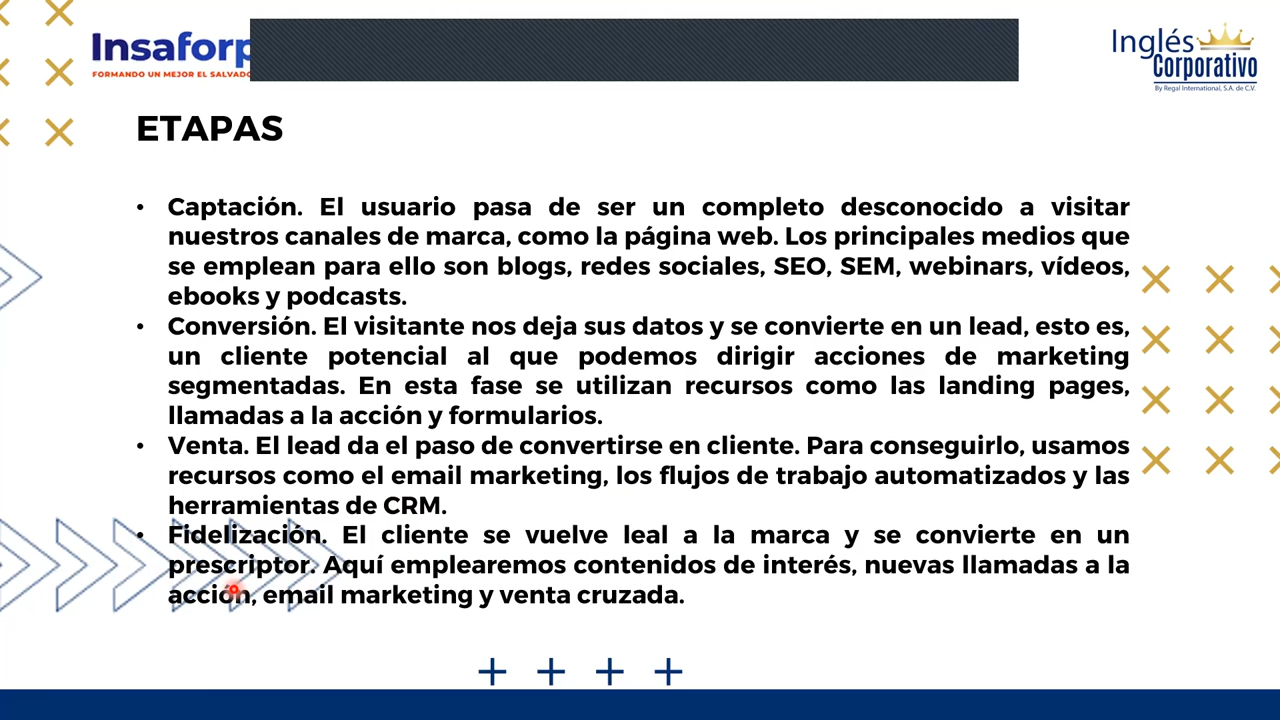 Insaforp
FORMANDO UN MEJOR EL SALVADO
Inglés
Corporativo
By Regal International, S.A. de C.V.
ETAPAS
• Captación. El usuario pasa de ser un completo desconocido a visitar
nuestros canales de marca, como la página web. Los principales medios que
se emplean para ello son blogs, redes sociales, SEO, SEM, webinars, vídeos,
ebooks y podcasts.
• Conversión. El visitante nos deja sus datos y se convierte en un lead, esto es,
un cliente potencial al que podemos dirigir acciones de marketing
segmentadas. En esta fase se utilizan recursos como las landing pages,
llamadas a la acción y formularios.
• Venta. El lead da el paso de convertirse en cliente. Para conseguirlo, usamos
recursos como el email marketing, los flujos de trabajo automatizados y las
herramientas de CRM.
• Fidelización. El cliente se vuelve leal a la marca y se convierte en un
prescriptor. Aquí emplearemos contenidos de interés, nuevas llamadas a la
acción, email marketing y venta cruzada.